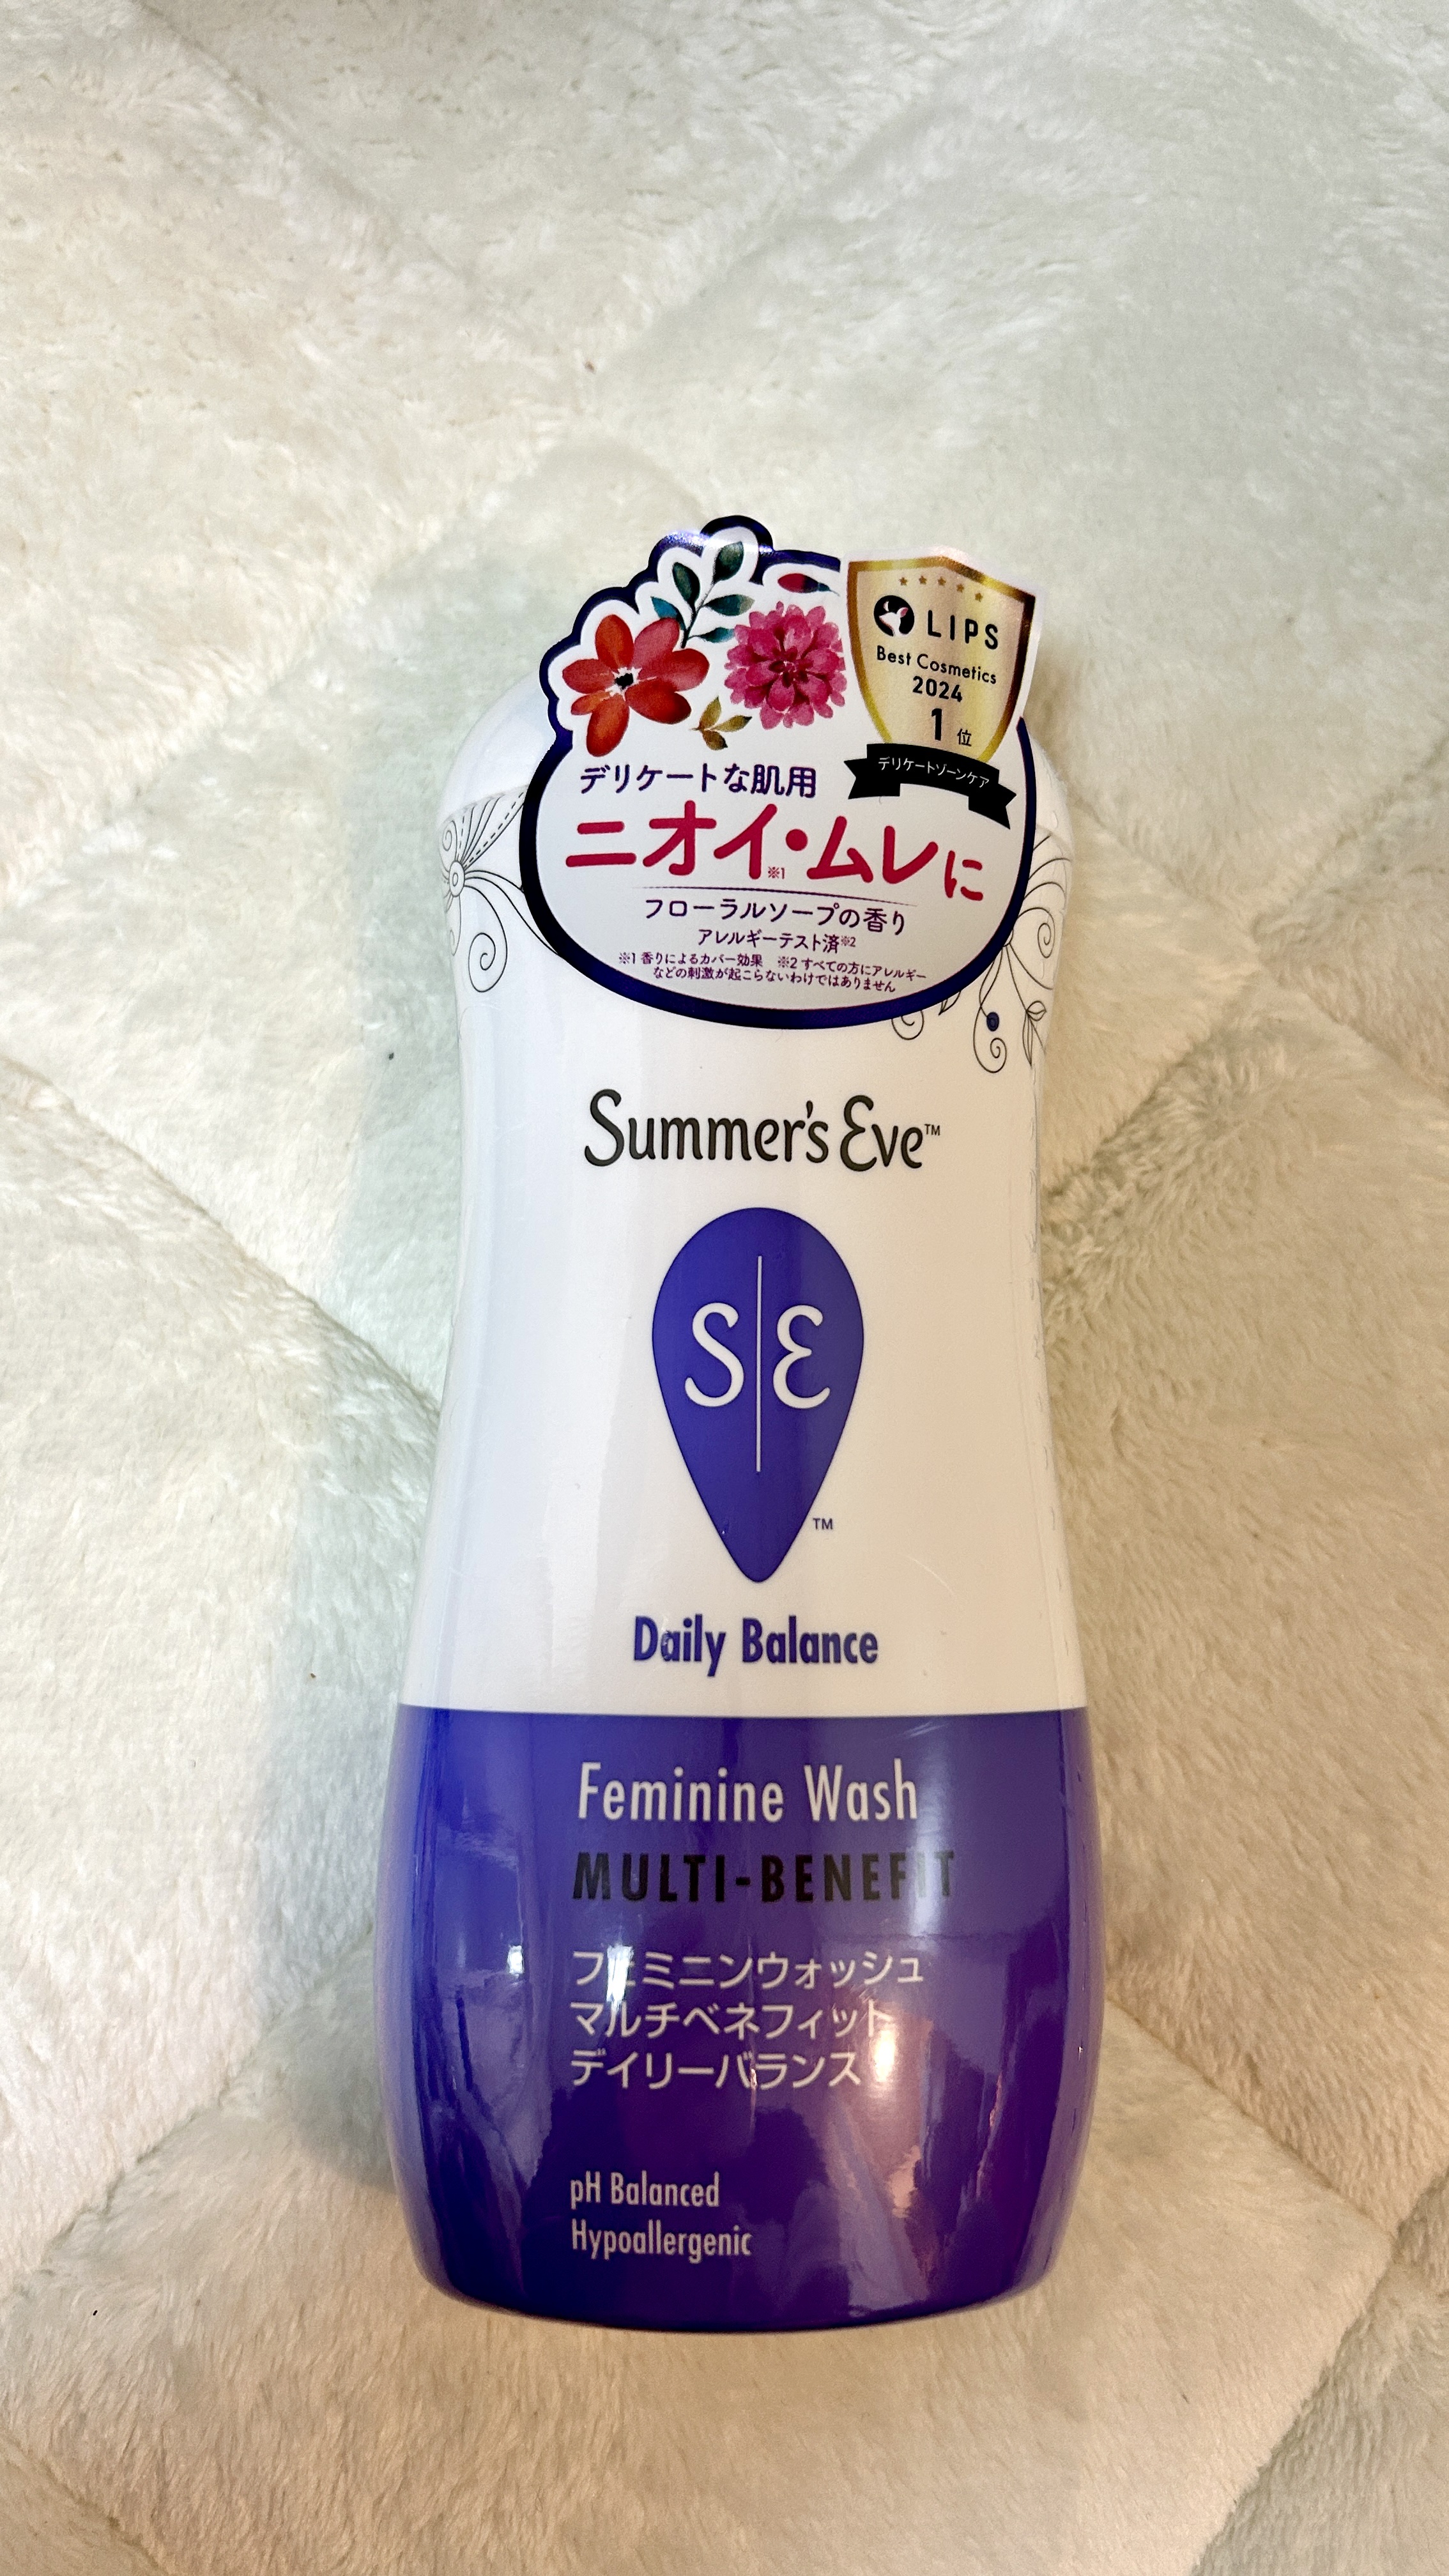 LIPS
Best Cosmetics
2024
1位
デリケートゾーンケア
デリケートな肌用
ニオイ・ムレに
※1
フローラルソープの香り
アレルギーテスト済※2
※1 香りによるカバー効果 ※2 すべての方にアレルギー
などの刺激が起こらないわけではありません
Summer's Eve™
S|E
™
Daily Balance
Feminine Wash
MULTI-BENEFIT
フェミニンウォッシュ
マルチベネフィット
デイリーバランス
pH Balanced
Hypoallergenic